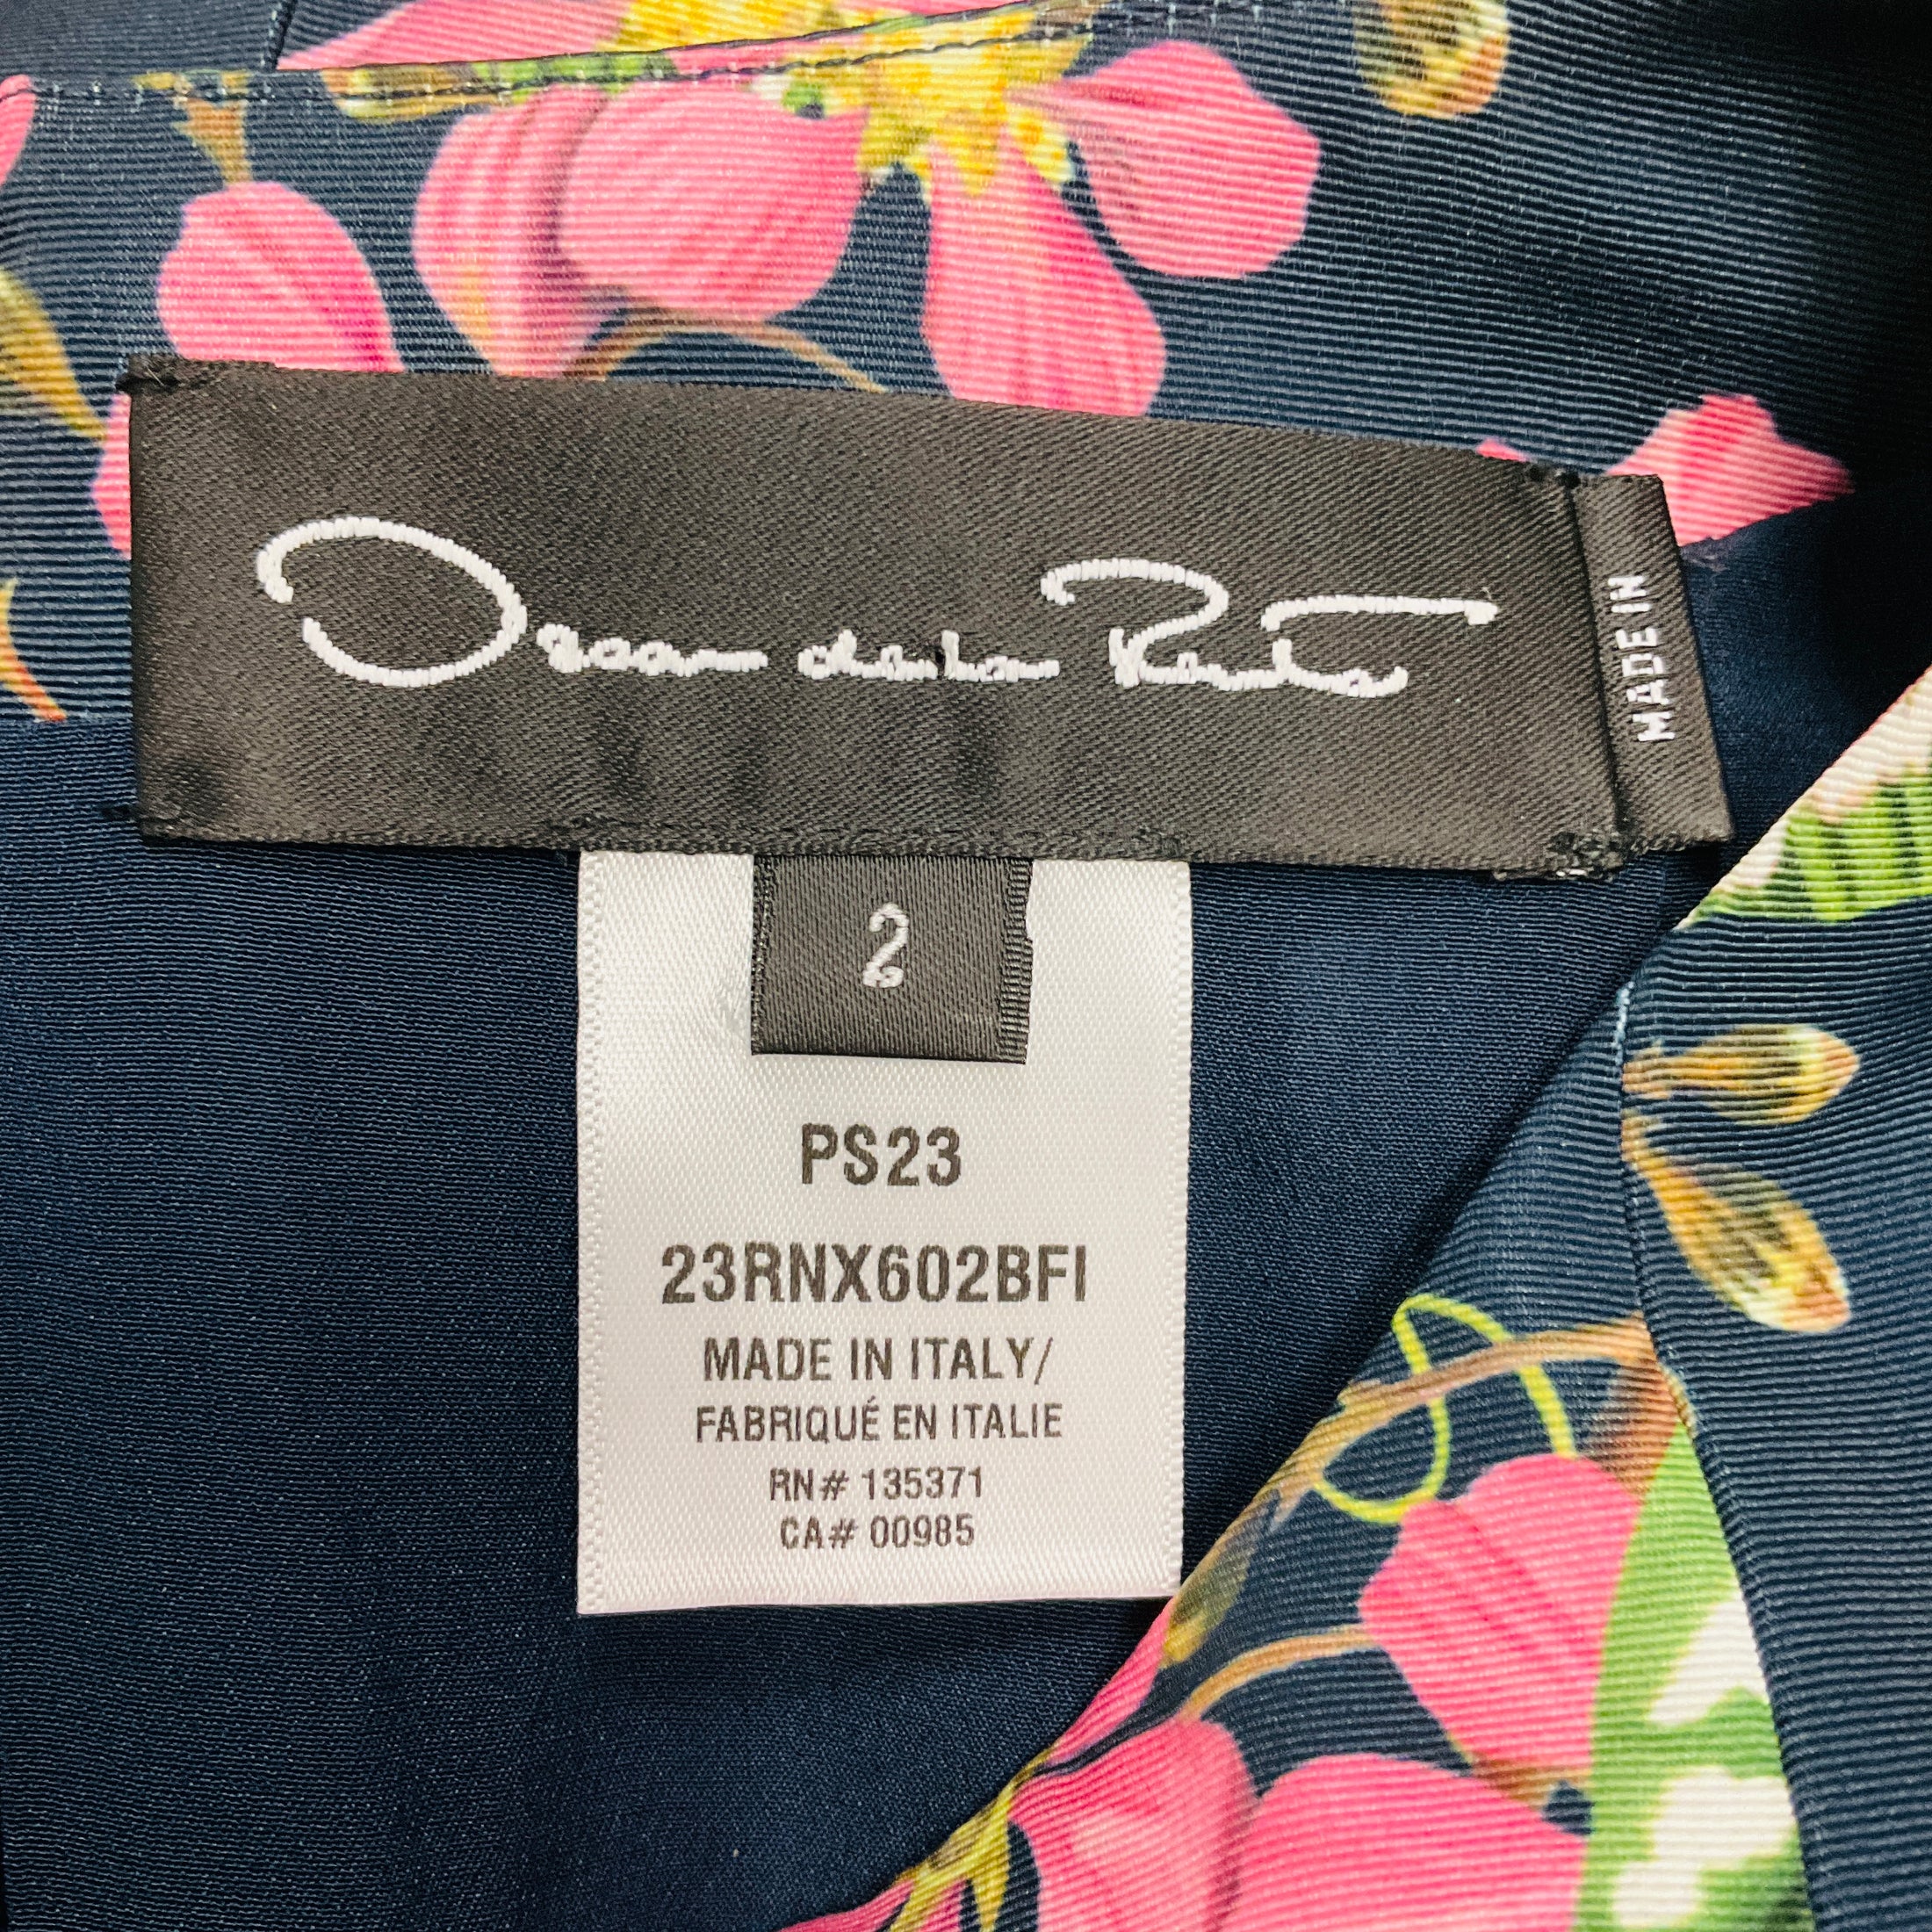 Oscar de la Renta
MADE IN
2
PS23
23RNX602BFI
MADE IN ITALY/
FABRIQUÉ EN ITALIE
RN# 135371
CA# 00985